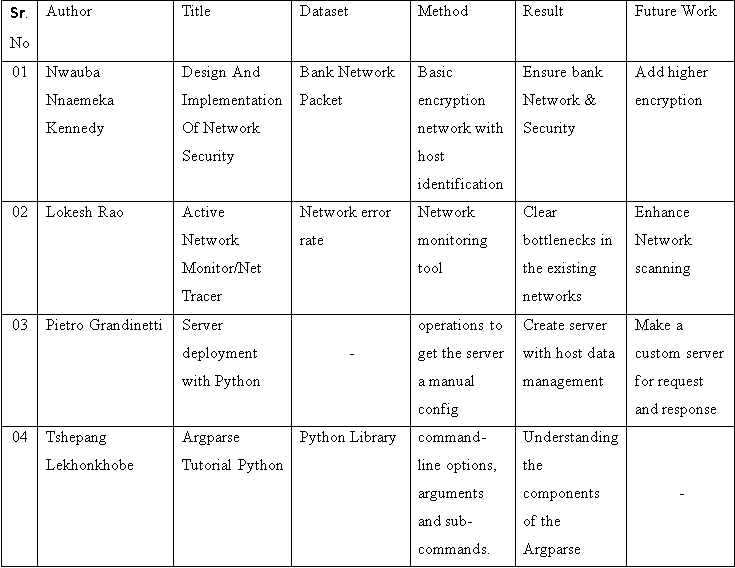 Sr. No
Author
Title
Dataset
Method
Result
Future Work
01
Nwauba
Nnaemeka
Kennedy
Design And
Implementation
Of Network
Security
Bank Network
Packet
Basic
encryption
network with
host
identification
Ensure bank
Network &
Security
Add higher
encryption
02
Lokesh Rao
Active
Network
Monitor/Net
Tracer
Network error
rate
Network
monitoring
tool
Clear
bottlenecks in
the existing
networks
Enhance
Network
scanning
03
Pietro Grandinetti
Server
deployment
with Python
-
operations to
get the server
a manual
config
Create server
with host data
management
Make a
custom server
for request
and response
04
Tshepang
Lekhonkhobe
Argparse
Tutorial Python
Python Library
command-
line options,
arguments
and sub-
commands.
Understanding
the
components
of the
Argparse
-